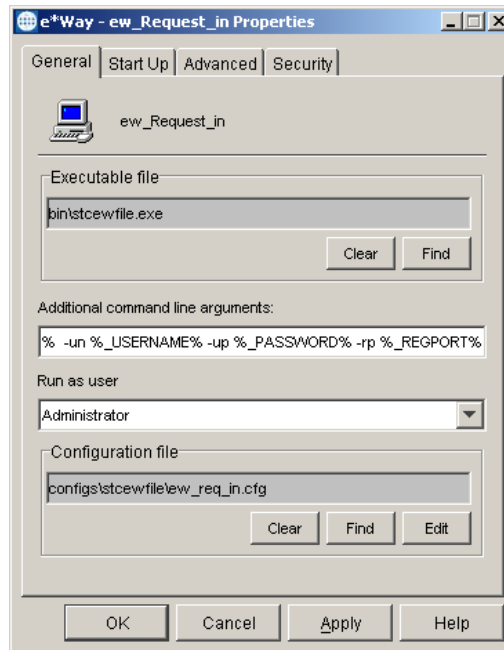 e*Way - ew_Request_in Properties
General Start Up Advanced Security
ew_Request_in
Executable file
bin\stcewfile.exe
Clear Find
Additional command line arguments:
% -un %_USERNAME% -up %_PASSWORD% -rp %_REGPORT%
Run as user
Administrator
Configuration file
configs\stcewfile\ew_req_in.cfg
Clear Find Edit
OK Cancel Apply Help